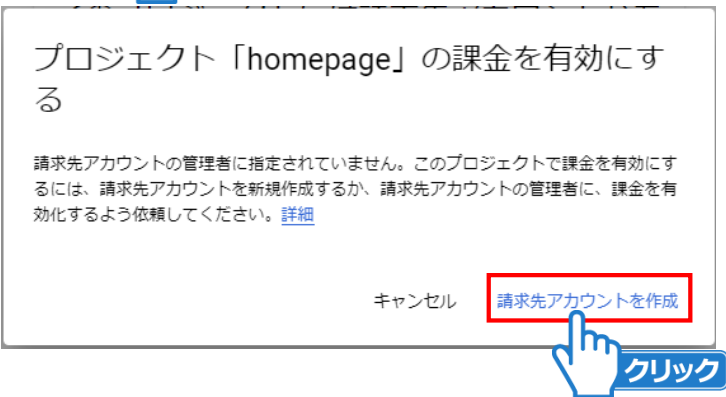 プロジェクト「homepage」の課金を有効にす
る
請求先アカウントの管理者に指定されていません。このプロジェクトで課金を有効にす
るには、請求先アカウントを新規作成するか、請求先アカウントの管理者に、課金を有
効化するよう依頼してください。詳細
キャンセル
請求先アカウントを作成
クリック